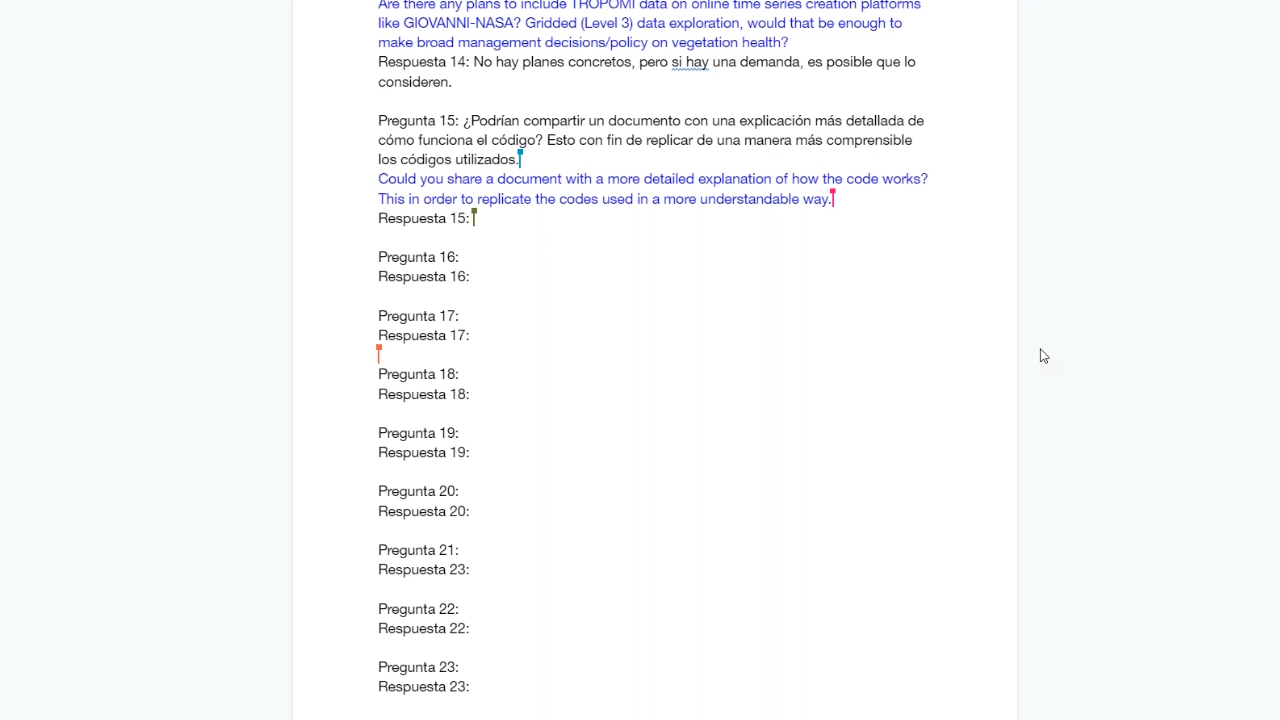 Are there any plans to include TROPOMI data on online time series creation platforms
like GIOVANNI-NASA? Gridded (Level 3) data exploration, would that be enough to
make broad management decisions/policy on vegetation health?
Respuesta 14: No hay planes concretos, pero si hay una demanda, es posible que lo
consideren.
Pregunta 15: ¿Podrían compartir un documento con una explicación más detallada de
cómo funciona el código? Esto con fin de replicar de una manera más comprensible
los códigos utilizados.
Could you share a document with a more detailed explanation of how the code works?
This in order to replicate the codes used in a more understandable way.
Respuesta 15:
Pregunta 16:
Respuesta 16:
Pregunta 17:
Respuesta 17:
Pregunta 18:
Respuesta 18:
Pregunta 19:
Respuesta 19:
Pregunta 20:
Respuesta 20:
Pregunta 21:
Respuesta 23:
Pregunta 22:
Respuesta 22:
Pregunta 23:
Respuesta 23: